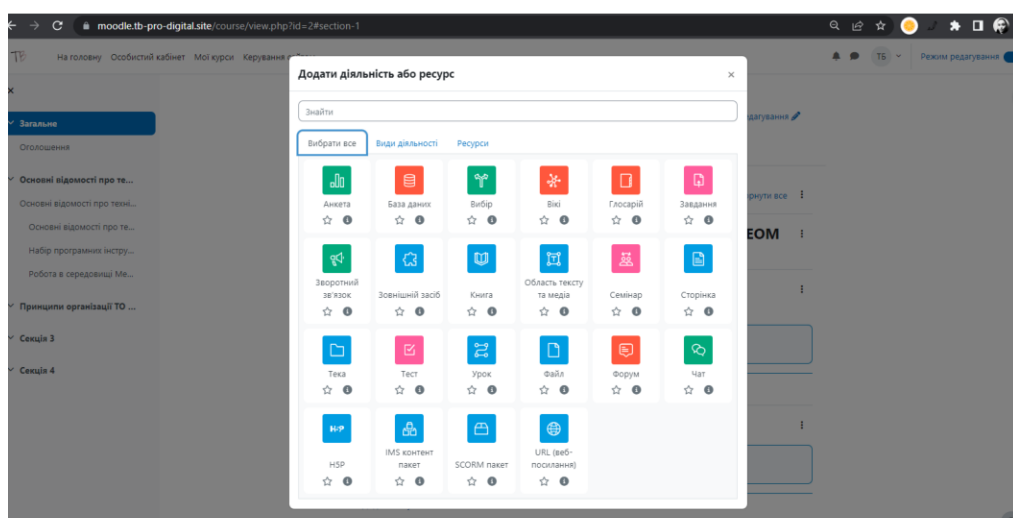 moodle.tb-pro-digital.site/course/view.php?id=2#section-1
На головну Особистий кабінет Мої курси Керування
ТБ
Режим редагування
Загальне
Оголошення
Основні відомості про те...
Основні відомості про техні...
Основні відомості про те...
Набір програмних інстру...
Робота в середовищі Ме...
Принципи організації ТО ...
Секція 3
Секція 4
Додати діяльність або ресурс
Знайти
Вибрати все Види діяльності Ресурси
Анкета База даних Вибір Вікі Глосарій Завдання
Зворотний
зв'язок Зовнішній засіб Книга
Область тексту
та медіа Семінар Сторінка
Тека Тест Урок Файл Форум Чат
H5P
H5P
IMS контент
пакет SCORM пакет
URL (веб-
посилання)
ЕОМ